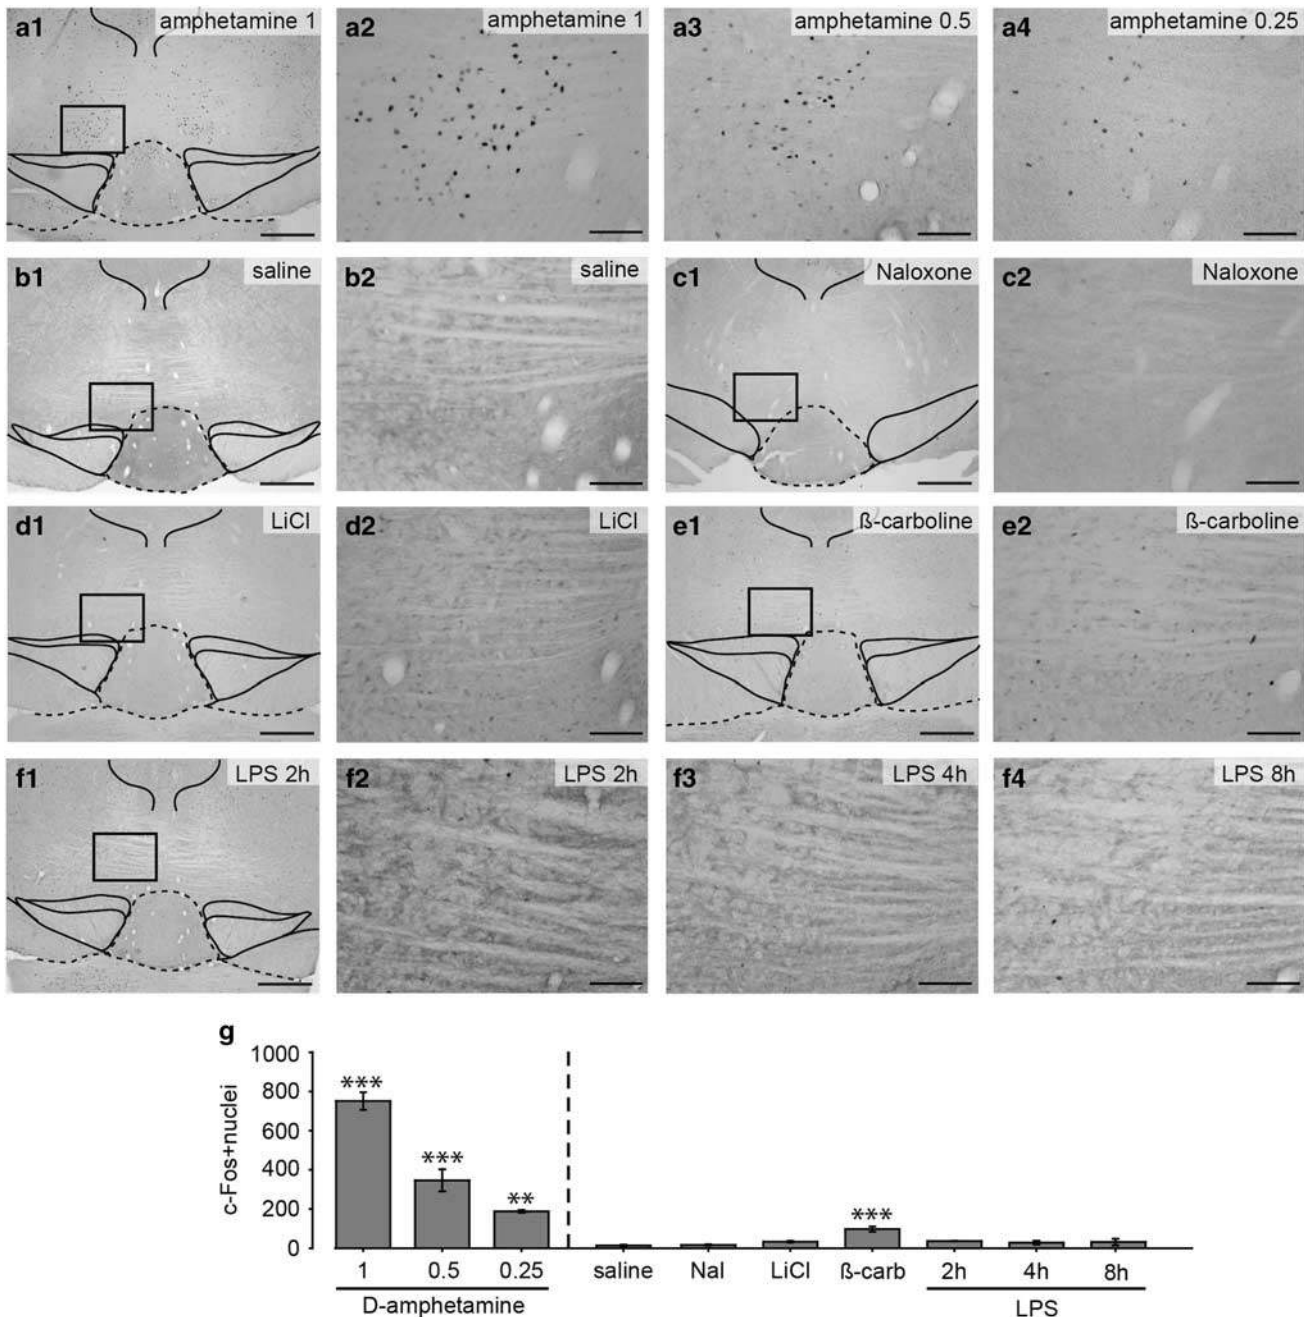 a1 amphetamine 1
a2 amphetamine 1
a3 amphetamine 0.5
a4 amphetamine 0.25
b1 saline
b2 saline
c1 Naloxone
c2 Naloxone
d1 LiCl
d2 LiCl
e1 ß-carboline
e2 ß-carboline
f1 LPS 2h
f2 LPS 2h
f3 LPS 4h
f4 LPS 8h
g
c-Fos+nuclei
1000
800
600
400
200
0
***
***
**
***
1 0.5 0.25 saline Nal LiCl ß-carb 2h 4h 8h
D-amphetamine LPS